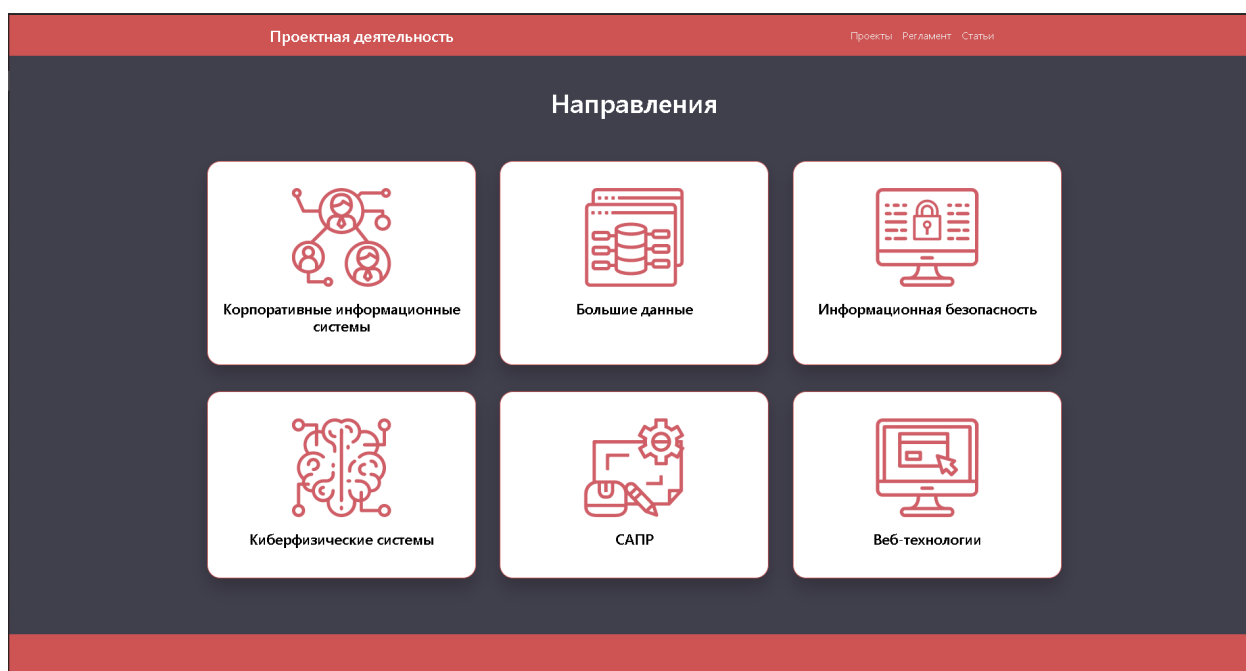 Проектная деятельность
Проекты Регламент Статьи
Направления
Корпоративные информационные
системы
Большие данные
Информационная безопасность
Киберфизические системы
САПР
Веб-технологии